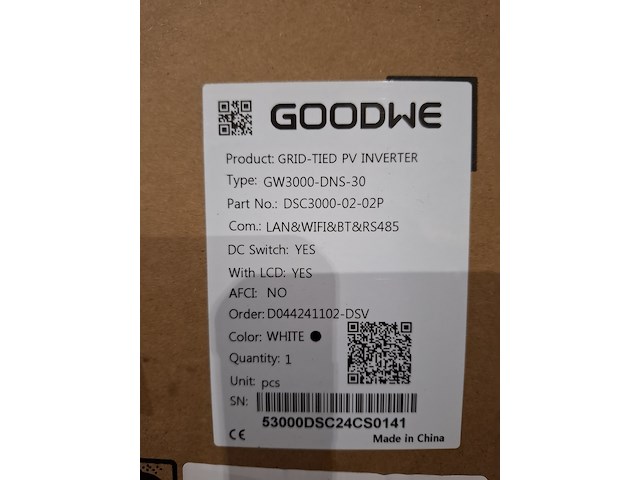 GOODWE
Product: GRID-TIED PV INVERTER
Type: GW3000-DNS-30
Part No.: DSC3000-02-02P
Com.: LAN&WIFI&BT&RS485
DC Switch: YES
With LCD: YES
AFCI: NO
Order: D044241102-DSV
Color: WHITE ●
Quantity: 1
Unit: pcs
SN:
53000DSC24CS0141
CE Made in China